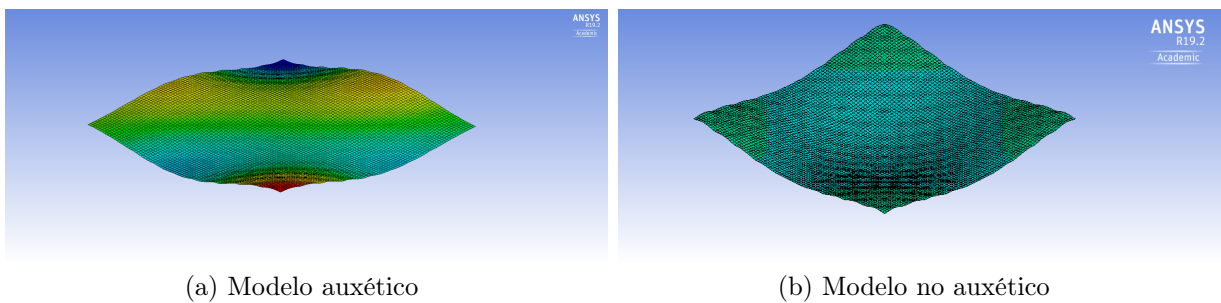 ANSYS
R19.2
Academic
ANSYS
R19.2
Academic
(a) Modelo auxético
(b) Modelo no auxético